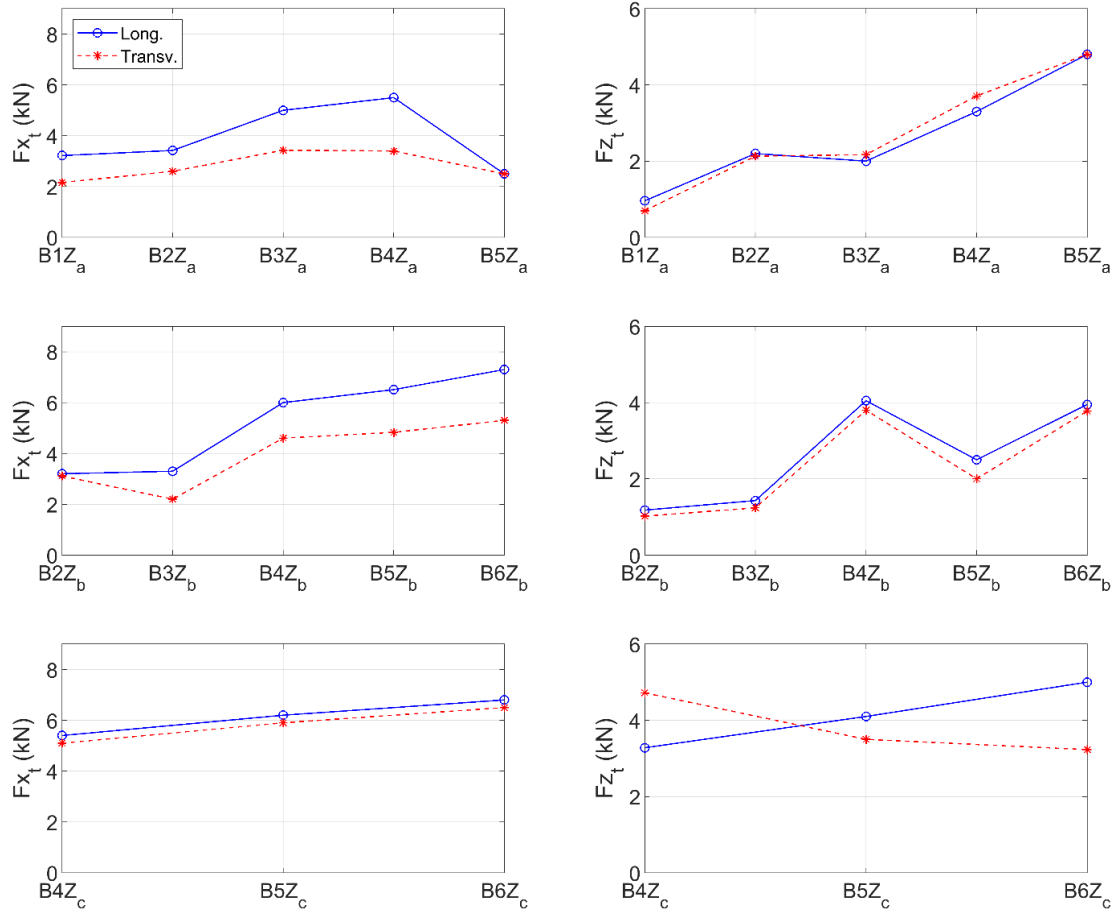 Fx_t (kN)
8
6
4
2
0
Long.
Transv.
B1Z_a B2Z_a B3Z_a B4Z_a B5Z_a
Fz_t (kN)
6
4
2
0
B1Z_a B2Z_a B3Z_a B4Z_a B5Z_a
Fx_t (kN)
8
6
4
2
0
B2Z_b B3Z_b B4Z_b B5Z_b B6Z_b
Fz_t (kN)
6
4
2
0
B2Z_b B3Z_b B4Z_b B5Z_b B6Z_b
Fx_t (kN)
8
6
4
2
0
B4Z_c B5Z_c B6Z_c
Fz_t (kN)
6
4
2
0
B4Z_c B5Z_c B6Z_c